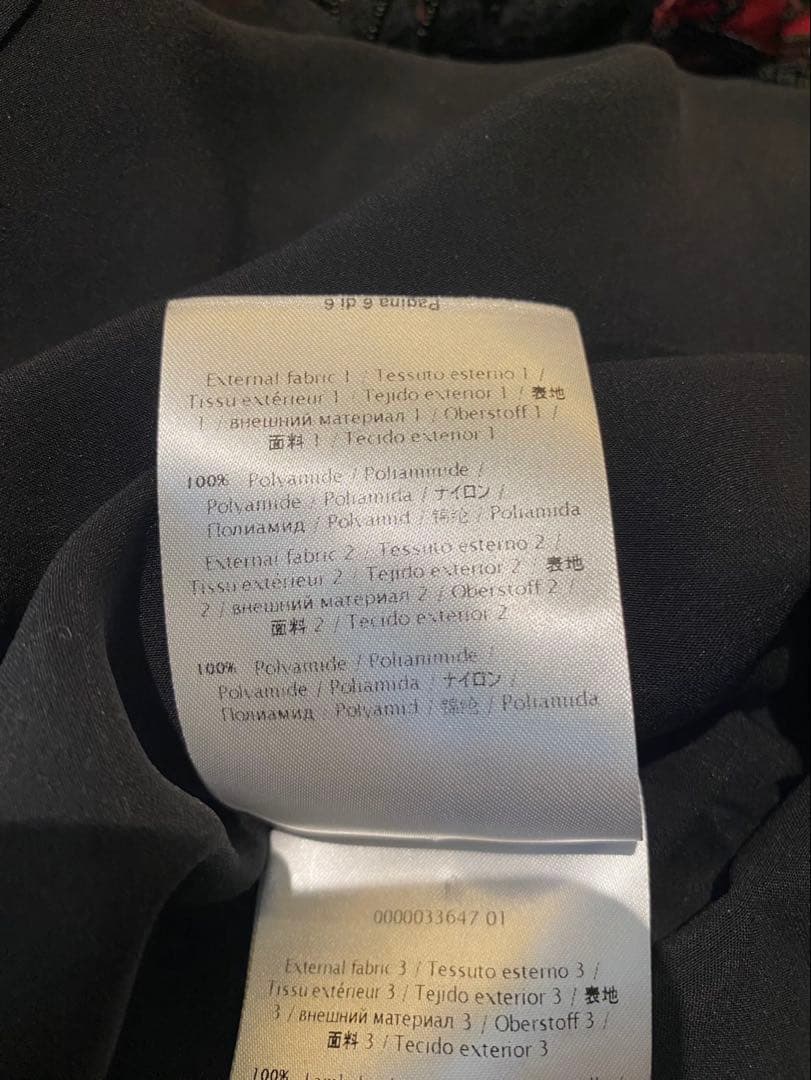 Pagina 6 di 6
External fabric 1 / Tessuto esterno 1 /
Tissu extérieur 1 / Tejido exterior 1 / 表地
1 / внешний материал 1 / Oberstoff 1 /
面料 1 / Tecido exterior 1
100% Polyamide / Poliammide /
Polyamide / Poliamida / ナイロン /
Полиамид / Polyamid / 锦纶 / Poliamida
External fabric 2 / Tessuto esterno 2 /
Tissu extérieur 2 / Tejido exterior 2 / 表地
2 / внешний материал 2 / Oberstoff 2 /
面料 2 / Tecido exterior 2
100% Polyamide / Poliammide /
Polyamide / Poliamida / ナイロン /
Полиамид / Polyamid / 锦纶 / Poliamida
0000033647 01
External fabric 3 / Tessuto esterno 3 /
Tissu extérieur 3 / Tejido exterior 3 / 表地
3 / внешний материал 3 / Oberstoff 3 /
面料 3 / Tecido exterior 3
100%